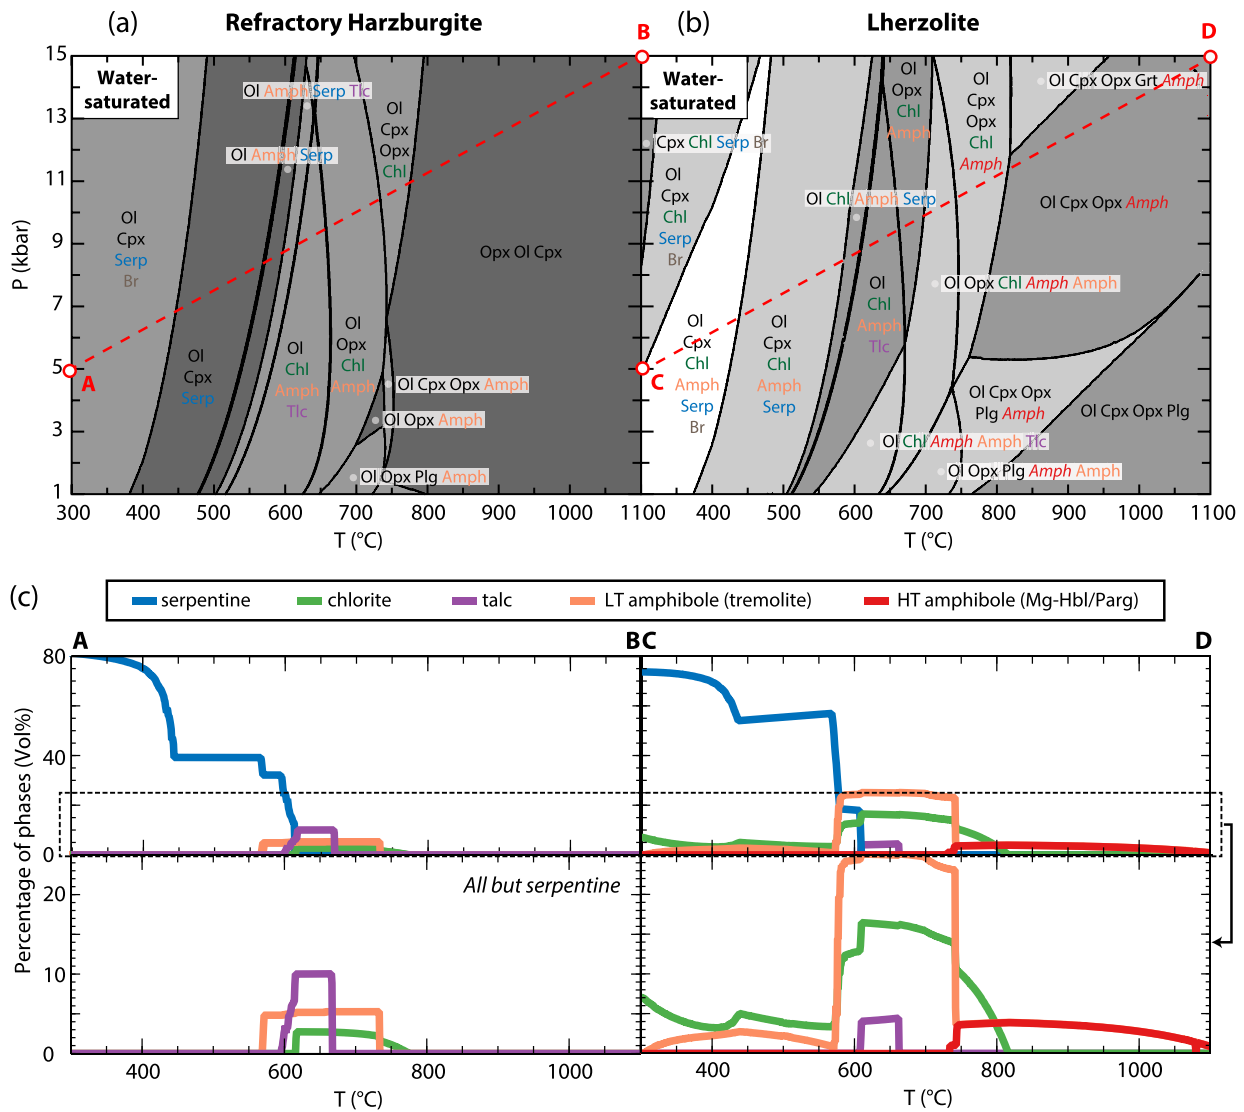 (a) Refractory Harzburgite
B
(b) Lherzolite
D
Water-
saturated
Ol Amph Serp Tlc
Ol Amph Serp
Ol
Cpx
Opx
Chl
Ol
Cpx
Serp
Br
Opx Ol Cpx
Ol
Cpx
Serp
Ol
Chl
Amph
Tlc
Ol
Opx
Chl
Amph
Ol Cpx Opx Amph
Ol Opx Amph
Ol Opx Plg Amph
A
15
13
11
9
7
5
3
1
P (kbar)
300 400 500 600 700 800 900 1000 1100
T (°C)
Water-
saturated
Cpx Chl Serp Br
Ol
Cpx
Chl
Serp
Br
Ol
Opx
Chl
Amph
Ol
Cpx
Opx
Chl
Amph
Ol Cpx Opx Grt Amph
Ol Chl Amph Serp
Ol Cpx Opx Amph
Ol Opx Chl Amph Amph
Ol
Chl
Amph
Tlc
Ol
Cpx
Chl
Amph
Serp
Br
Ol
Cpx
Chl
Amph
Serp
Ol Cpx Opx
Plg Amph
Ol Cpx Opx Plg
Ol Chl Amph Amph Tlc
Ol Opx Plg Amph Amph
C
400 500 600 700 800 900 1000 1100
T (°C)
(c)
serpentine chlorite talc LT amphibole (tremolite) HT amphibole (Mg-Hbl/Parg)
A B C D
80
40
0
20
10
0
Percentage of phases (Vol%)
All but serpentine
400 600 800 1000 400 600 800 1000
T (°C) T (°C)